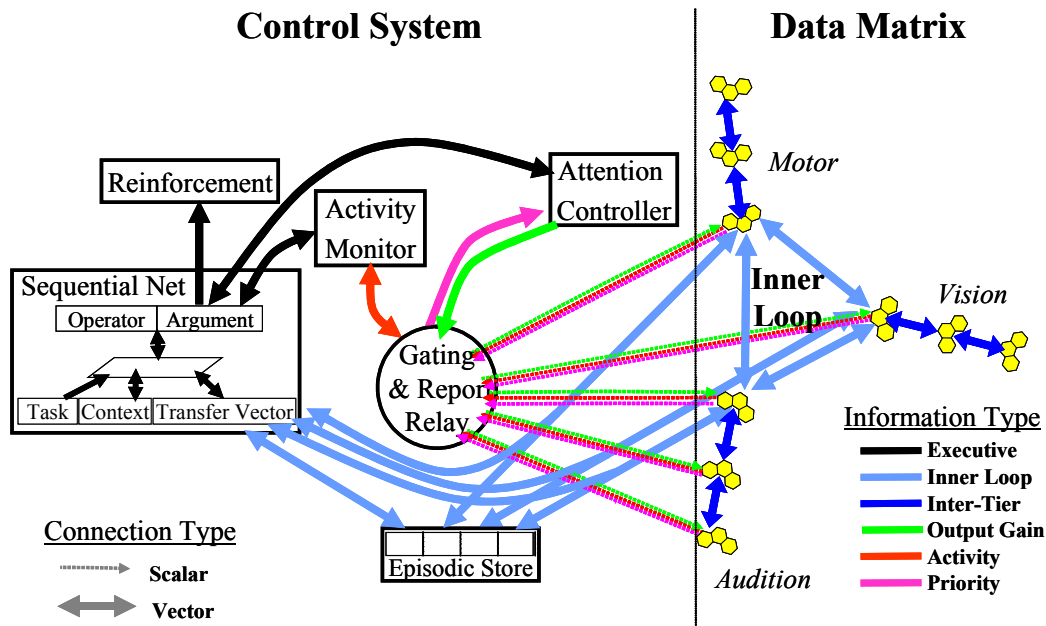 Control System
Data Matrix
Motor
Reinforcement
Attention
Controller
Activity
Monitor
Sequential Net
Operator
Argument
Inner
Loop
Vision
Gating
& Report
Relay
Task
Context
Transfer Vector
Information Type
Executive
Inner Loop
Inter-Tier
Output Gain
Activity
Priority
Connection Type
Scalar
Vector
Episodic Store
Audition